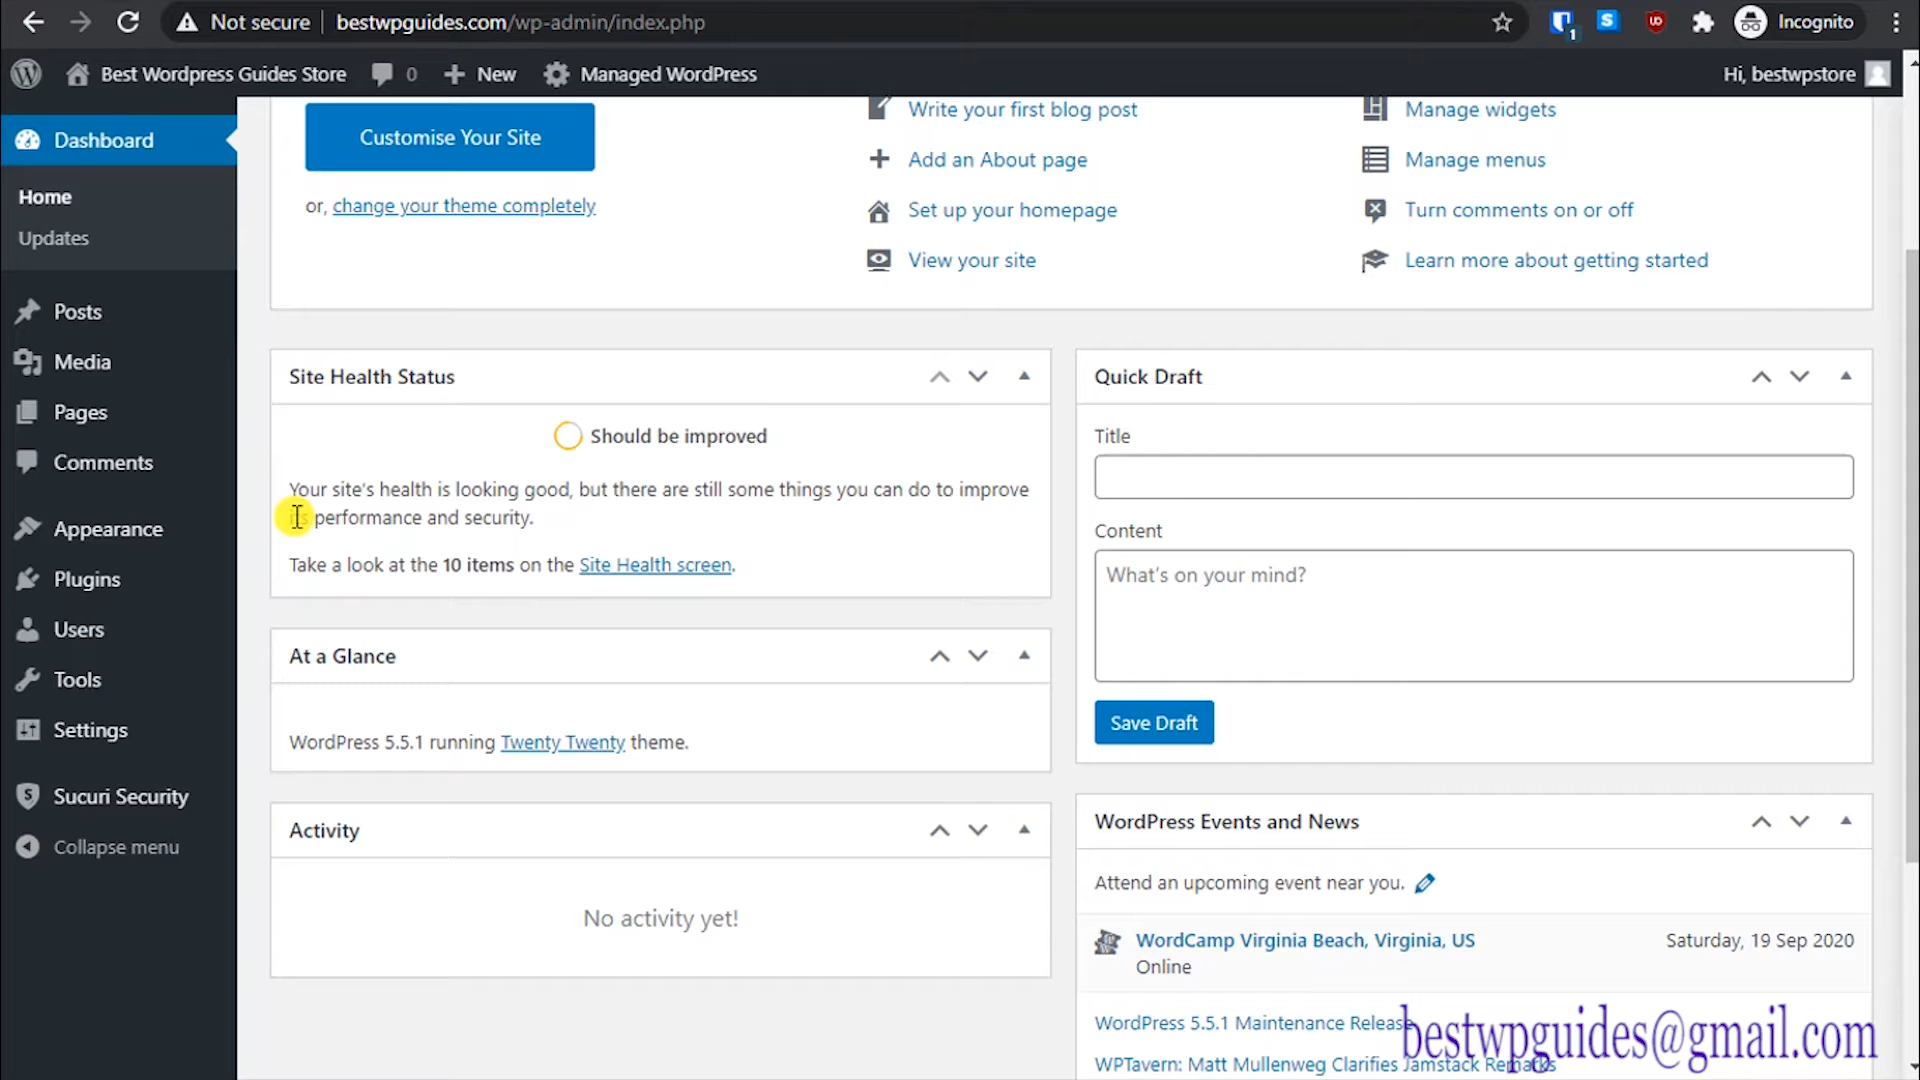 Not secure
bestwpguides.com/wp-admin/index.php
1
Incognito
Best Wordpress Guides Store
0
New
Managed WordPress
Hi, bestwpstore
Dashboard
Home
Updates
Posts
Media
Pages
Comments
Appearance
Plugins
Users
Tools
Settings
Sucuri Security
Collapse menu
Customise Your Site
or, change your theme completely
Write your first blog post
Add an About page
Set up your homepage
View your site
Manage widgets
Manage menus
Turn comments on or off
Learn more about getting started
Site Health Status
Should be improved
Your site's health is looking good, but there are still some things you can do to improve
its performance and security.
Take a look at the 10 items on the Site Health screen.
At a Glance
WordPress 5.5.1 running Twenty Twenty theme.
Activity
No activity yet!
Quick Draft
Title
Content
What's on your mind?
Save Draft
WordPress Events and News
Attend an upcoming event near you.
WordCamp Virginia Beach, Virginia, US
Saturday, 19 Sep 2020
Online
WordPress 5.5.1 Maintenance Release
WPTavern: Matt Mullenweg Clarifies Jamstack Remarks
bestwpguides@gmail.com